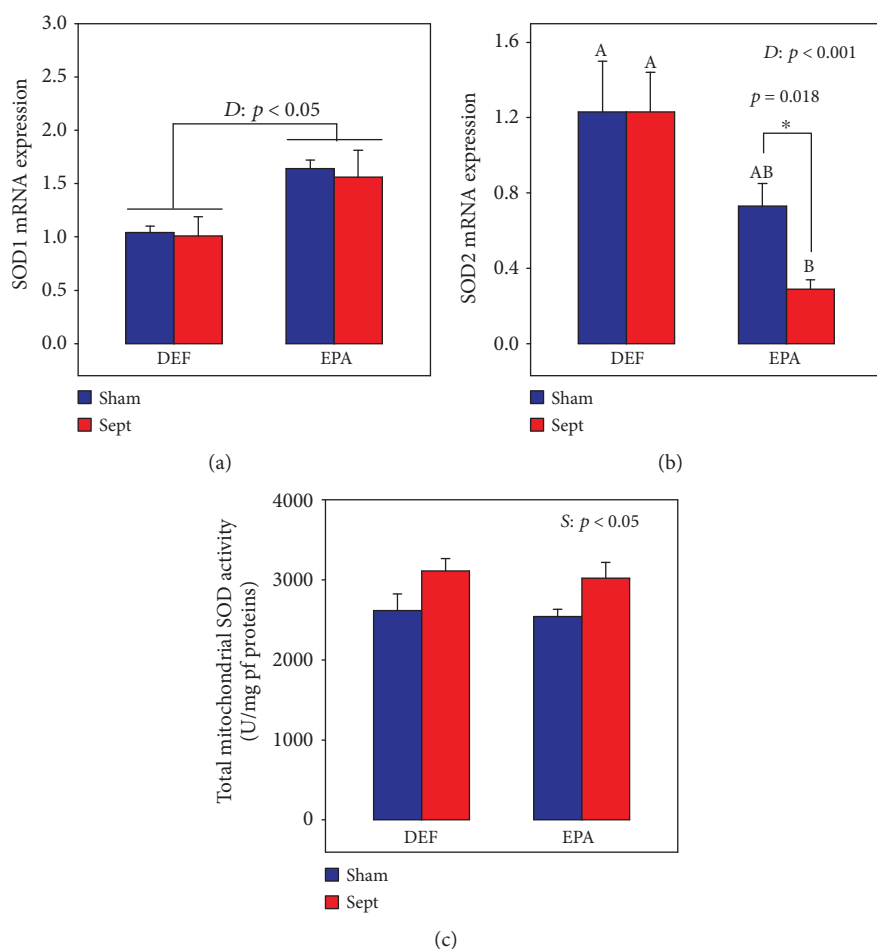 3.0
2.5
2.0
1.5
1.0
0.5
0.0
SOD1 mRNA expression
D: p < 0.05
DEF
EPA
Sham
Sept
(a)
1.6
1.2
0.8
0.4
0.0
SOD2 mRNA expression
D: p < 0.001
p = 0.018
*
A
A
AB
B
DEF
EPA
Sham
Sept
(b)
4000
3000
2000
1000
0
Total mitochondrial SOD activity
(U/mg pf proteins)
S: p < 0.05
DEF
EPA
Sham
Sept
(c)